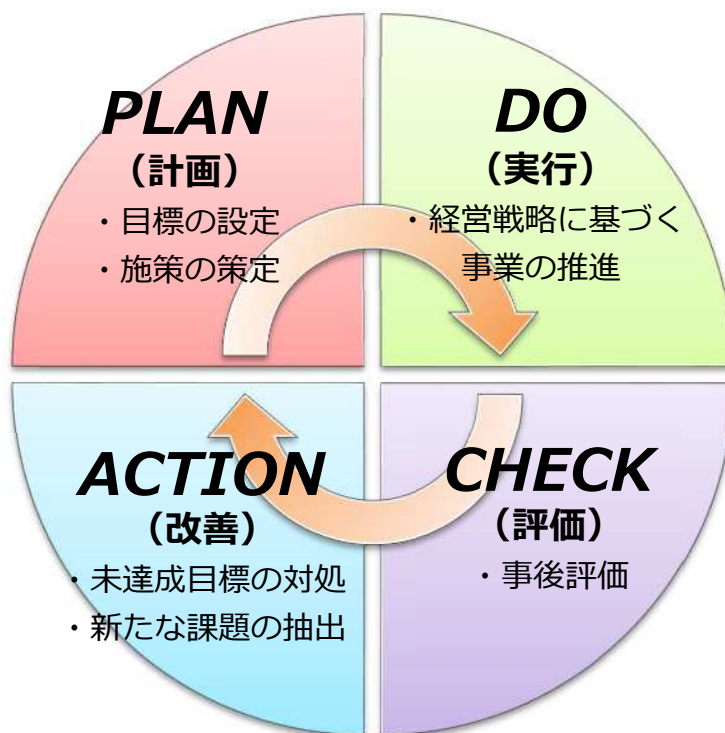 PLAN
（計画）
・目標の設定
・施策の策定
DO
（実行）
・経営戦略に基づく
事業の推進
ACTION
（改善）
・未達成目標の対処
・新たな課題の抽出
CHECK
（評価）
・事後評価